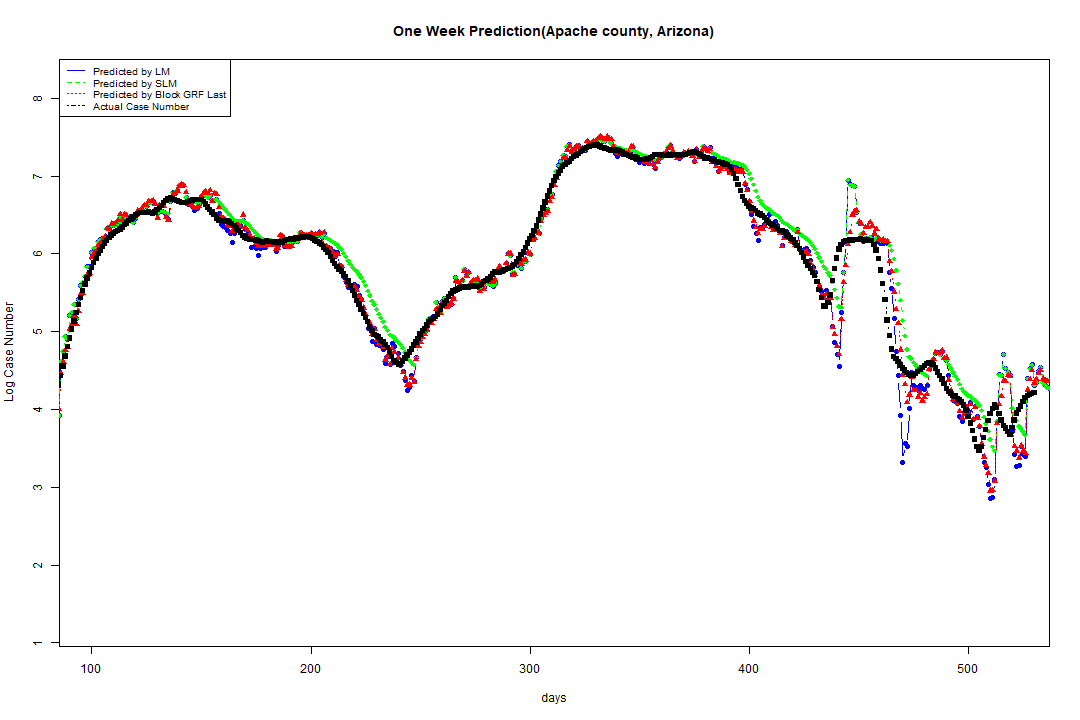 One Week Prediction(Apache county, Arizona)
Predicted by LM
Predicted by SLM
Predicted by Block GRF Last
Actual Case Number
8
7
6
5
4
3
2
1
Log Case Number
100 200 300 400 500
days